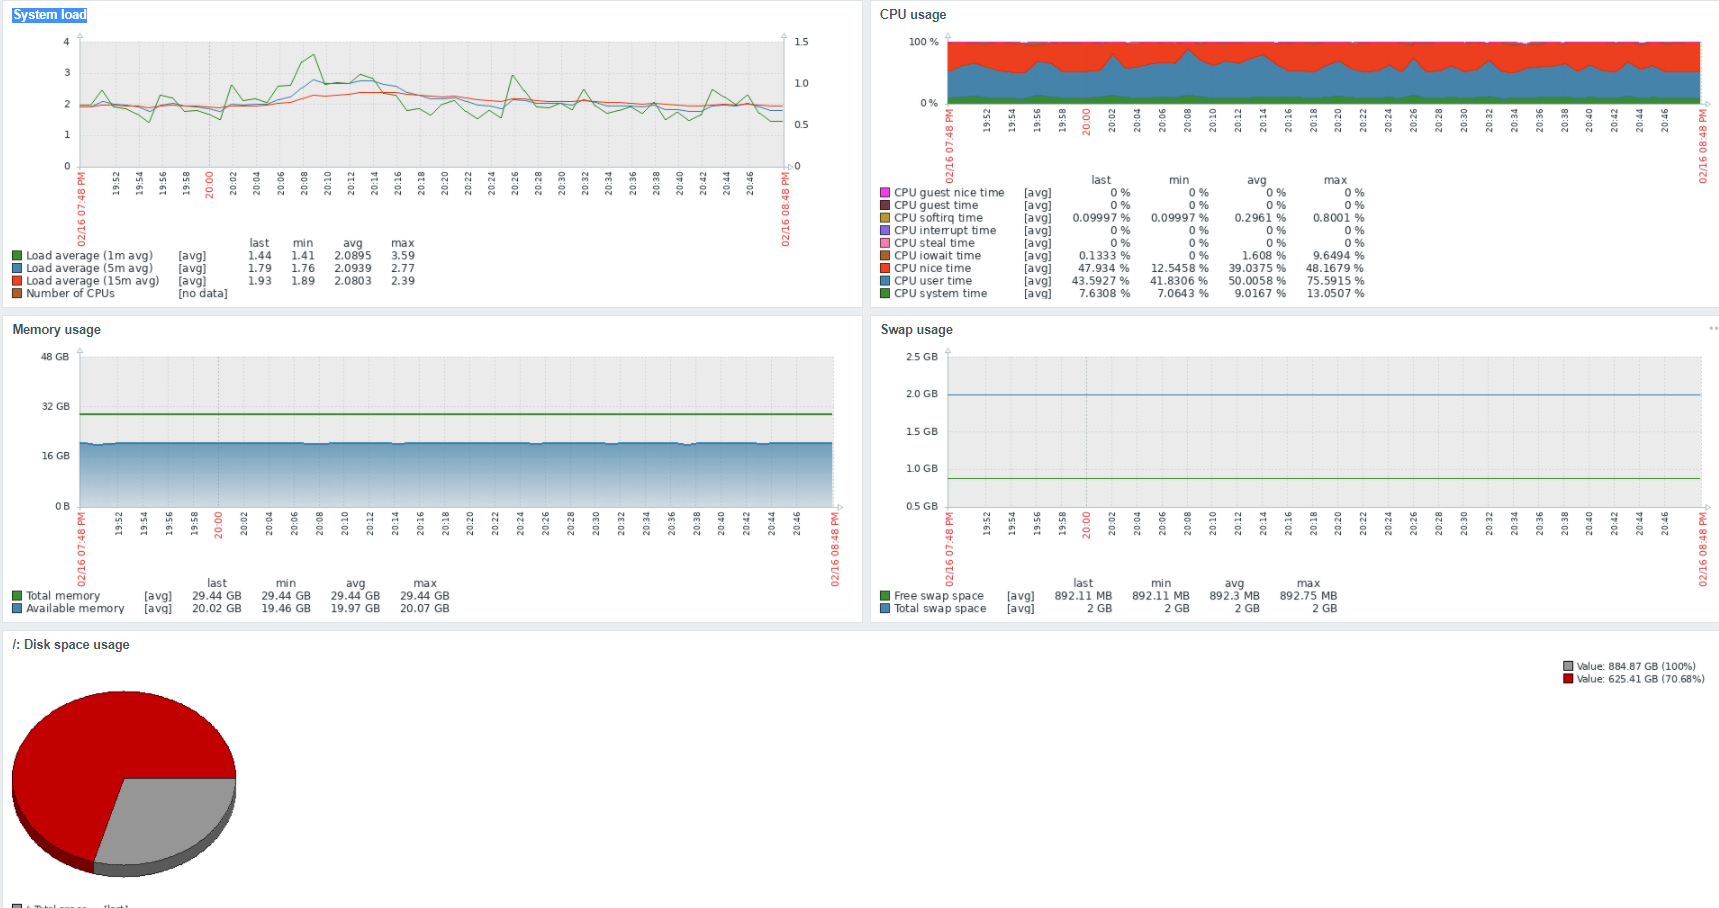 System load
4
3
2
1
0
1.5
1.0
0.5
0
02/16 07:48 PM
19:52
19:54
19:56
19:58
20:00
20:02
20:04
20:06
20:08
20:10
20:12
20:14
20:16
20:18
20:20
20:22
20:24
20:26
20:28
20:30
20:32
20:34
20:36
20:38
20:40
20:42
20:44
20:46
02/16 08:48 PM
last min avg max
Load average (1m avg) [avg] 1.44 1.41 2.0895 3.59
Load average (5m avg) [avg] 1.79 1.76 2.0939 2.77
Load average (15m avg) [avg] 1.93 1.89 2.0803 2.39
Number of CPUs [no data]
CPU usage
100 %
0 %
02/16 07:48 PM
19:52
19:54
19:56
19:58
20:00
20:02
20:04
20:06
20:08
20:10
20:12
20:14
20:16
20:18
20:20
20:22
20:24
20:26
20:28
20:30
20:32
20:34
20:36
20:38
20:40
20:42
20:44
20:46
02/16 08:48 PM
last min avg max
CPU guest nice time [avg] 0 % 0 % 0 % 0 %
CPU guest time [avg] 0 % 0 % 0 % 0 %
CPU softirq time [avg] 0.09997 % 0.09997 % 0.2961 % 0.8001 %
CPU interrupt time [avg] 0 % 0 % 0 % 0 %
CPU steal time [avg] 0 % 0 % 0 % 0 %
CPU iowait time [avg] 0.1333 % 0 % 1.608 % 9.6494 %
CPU nice time [avg] 47.934 % 12.5458 % 39.0375 % 48.1679 %
CPU user time [avg] 43.5927 % 41.8306 % 50.0058 % 75.5915 %
CPU system time [avg] 7.6308 % 7.0643 % 9.0167 % 13.0507 %
Memory usage
48 GB
32 GB
16 GB
0 B
02/16 07:48 PM
19:52
19:54
19:56
19:58
20:00
20:02
20:04
20:06
20:08
20:10
20:12
20:14
20:16
20:18
20:20
20:22
20:24
20:26
20:28
20:30
20:32
20:34
20:36
20:38
20:40
20:42
20:44
20:46
02/16 08:48 PM
last min avg max
Total memory [avg] 29.44 GB 29.44 GB 29.44 GB 29.44 GB
Available memory [avg] 20.02 GB 19.46 GB 19.97 GB 20.07 GB
Swap usage
2.5 GB
2.0 GB
1.5 GB
1.0 GB
0.5 GB
02/16 07:48 PM
19:52
19:54
19:56
19:58
20:00
20:02
20:04
20:06
20:08
20:10
20:12
20:14
20:16
20:18
20:20
20:22
20:24
20:26
20:28
20:30
20:32
20:34
20:36
20:38
20:40
20:42
20:44
20:46
02/16 08:48 PM
last min avg max
Free swap space [avg] 892.11 MB 892.11 MB 892.3 MB 892.75 MB
Total swap space [avg] 2 GB 2 GB 2 GB 2 GB
/: Disk space usage
Value: 884.87 GB (100%)
Value: 625.41 GB (70.68%)